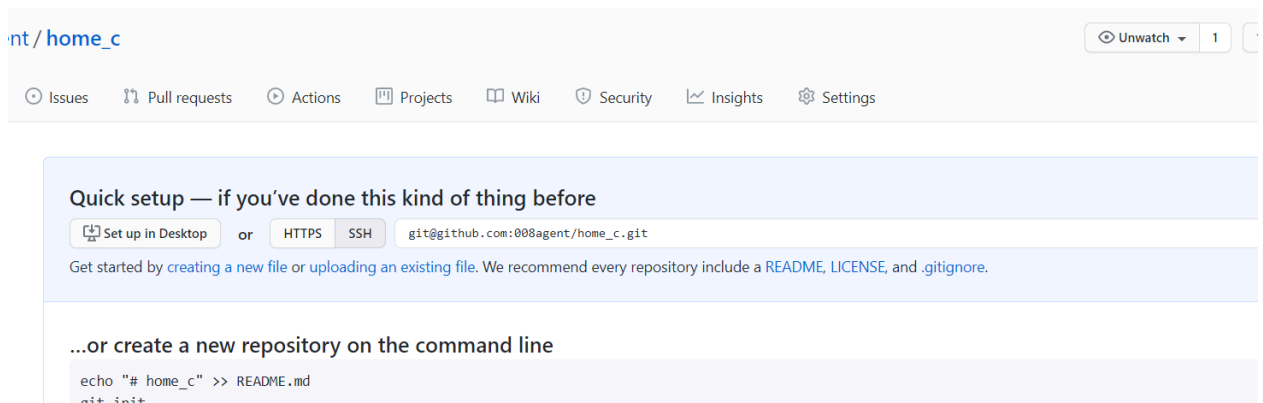 nt / home_c
Unwatch 1
Issues Pull requests Actions Projects Wiki Security Insights Settings
Quick setup — if you’ve done this kind of thing before
Set up in Desktop or HTTPS SSH git@github.com:008agent/home_c.git
Get started by creating a new file or uploading an existing file. We recommend every repository include a README, LICENSE, and .gitignore.
…or create a new repository on the command line
echo "# home_c" >> README.md
git init